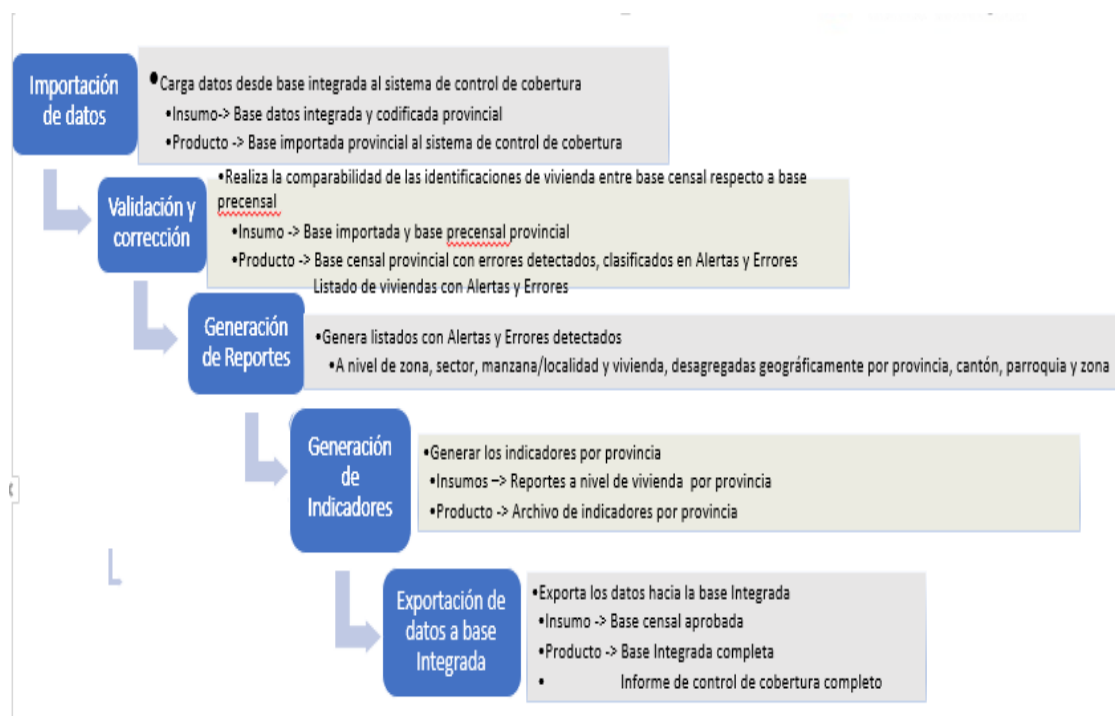 Importación
de datos
•Carga datos desde base integrada al sistema de control de cobertura
•Insumo-> Base datos integrada y codificada provincial
•Producto -> Base importada provincial al sistema de control de cobertura
Validación y
corrección
•Realiza la comparabilidad de las identificaciones de vivienda entre base censal respecto a base
precensal
•Insumo -> Base importada y base precensal provincial
•Producto -> Base censal provincial con errores detectados, clasificados en Alertas y Errores
Listado de viviendas con Alertas y Errores
Generación
de Reportes
•Genera listados con Alertas y Errores detectados
•A nivel de zona, sector, manzana/localidad y vivienda, desagregadas geográficamente por provincia, cantón, parroquia y zona
Generación
de
Indicadores
•Generar los indicadores por provincia
•Insumos –> Reportes a nivel de vivienda por provincia
•Producto -> Archivo de indicadores por provincia
Exportación de
datos a base
Integrada
•Exporta los datos hacia la base Integrada
•Insumo -> Base censal aprobada
•Producto -> Base Integrada completa
• Informe de control de cobertura completo